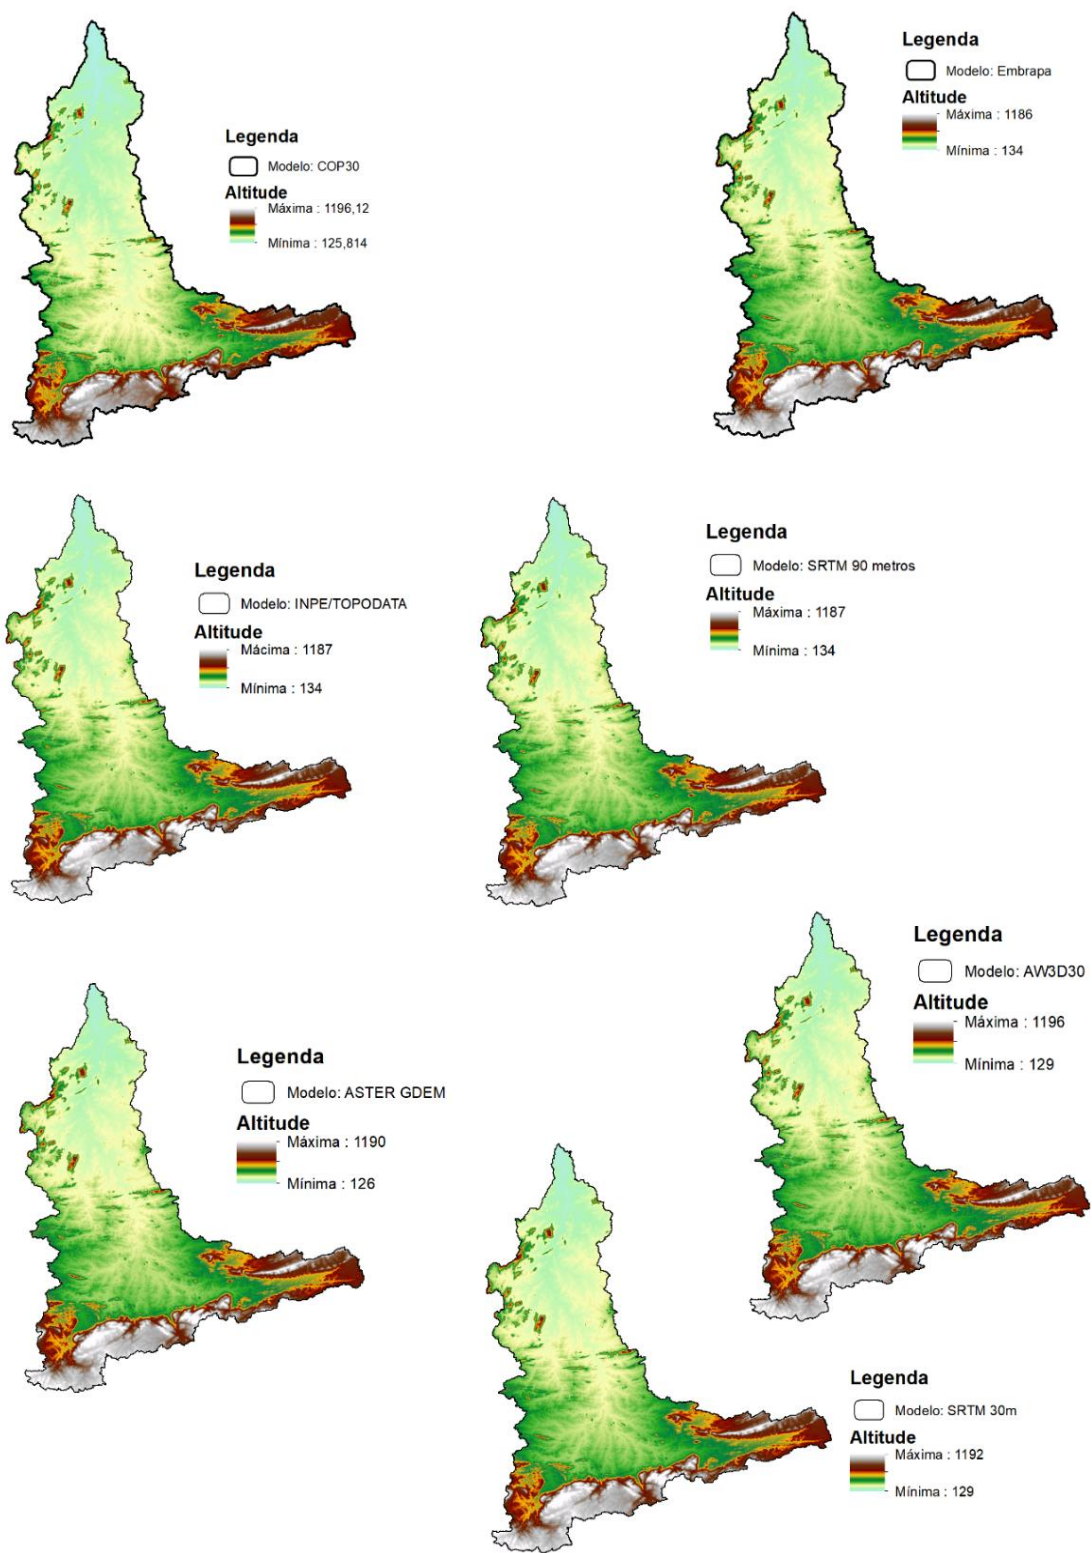 Legenda
Modelo: COP30
Altitude
Máxima : 1196,12
Mínima : 125,814
Legenda
Modelo: Embrapa
Altitude
Máxima : 1186
Mínima : 134
Legenda
Modelo: INPE/TOPODATA
Altitude
Mácima : 1187
Mínima : 134
Legenda
Modelo: SRTM 90 metros
Altitude
Máxima : 1187
Mínima : 134
Legenda
Modelo: ASTER GDEM
Altitude
Máxima : 1190
Mínima : 126
Legenda
Modelo: AW3D30
Altitude
Máxima : 1196
Mínima : 129
Legenda
Modelo: SRTM 30m
Altitude
Máxima : 1192
Mínima : 129